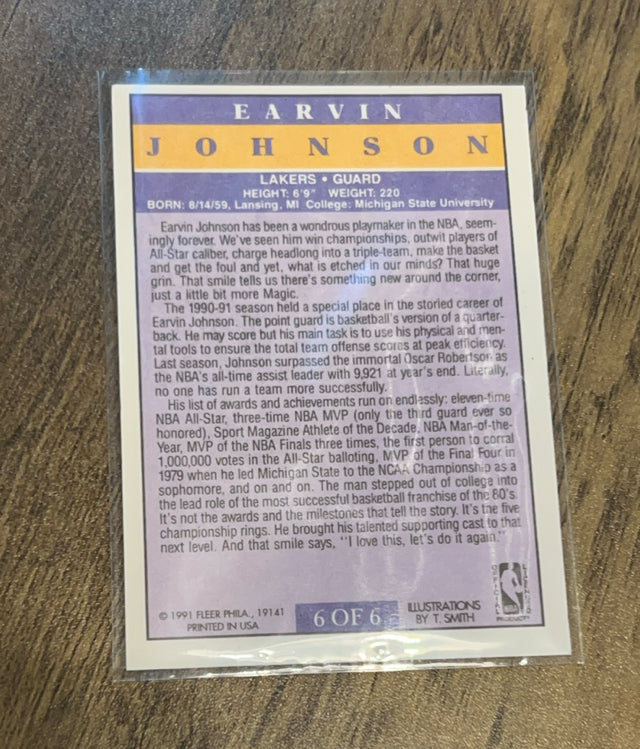 EARVIN
JOHNSON
LAKERS • GUARD
HEIGHT: 6'9" WEIGHT: 220
BORN: 8/14/59, Lansing, MI College: Michigan State University
Earvin Johnson has been a wondrous playmaker in the NBA, seem-
ingly forever. We've seen him win championships, outwit players of
All-Star caliber, charge headlong into a triple-team, make the basket
and get the foul and yet, what is etched in our minds? That huge
grin. That smile tells us there's something new around the corner,
just a little bit more Magic.
The 1990-91 season held a special place in the storied career of
Earvin Johnson. The point guard is basketball's version of a quarter-
back. He may score but his main task is to use his physical and men-
tal tools to ensure the total team offense scores at peak efficiency.
Last season, Johnson surpassed the immortal Oscar Robertson as
the NBA's all-time assist leader with 9,921 at year's end. Literally,
no one has run a team more successfully.
His list of awards and achievements run on endlessly: eleven-time
NBA All-Star, three-time NBA MVP (only the third guard ever so
honored), Sport Magazine Athlete of the Decade, NBA Man-of-the-
Year, MVP of the NBA Finals three times, the first person to corral
1,000,000 votes in the All-Star balloting, MVP of the Final Four in
1979 when he led Michigan State to the NCAA Championship as a
sophomore, and on and on. The man stepped out of college into
the lead role of the most successful basketball franchise of the 80's.
It's not the awards and the milestones that tell the story. It's the five
championship rings. He brought his talented supporting cast to that
next level. And that smile says, "I love this, let's do it again."
© 1991 FLEER PHILA., 19141
PRINTED IN USA
6 OF 6
ILLUSTRATIONS
BY T. SMITH
OFFICIAL
NBA
LICENSED
PRODUCT